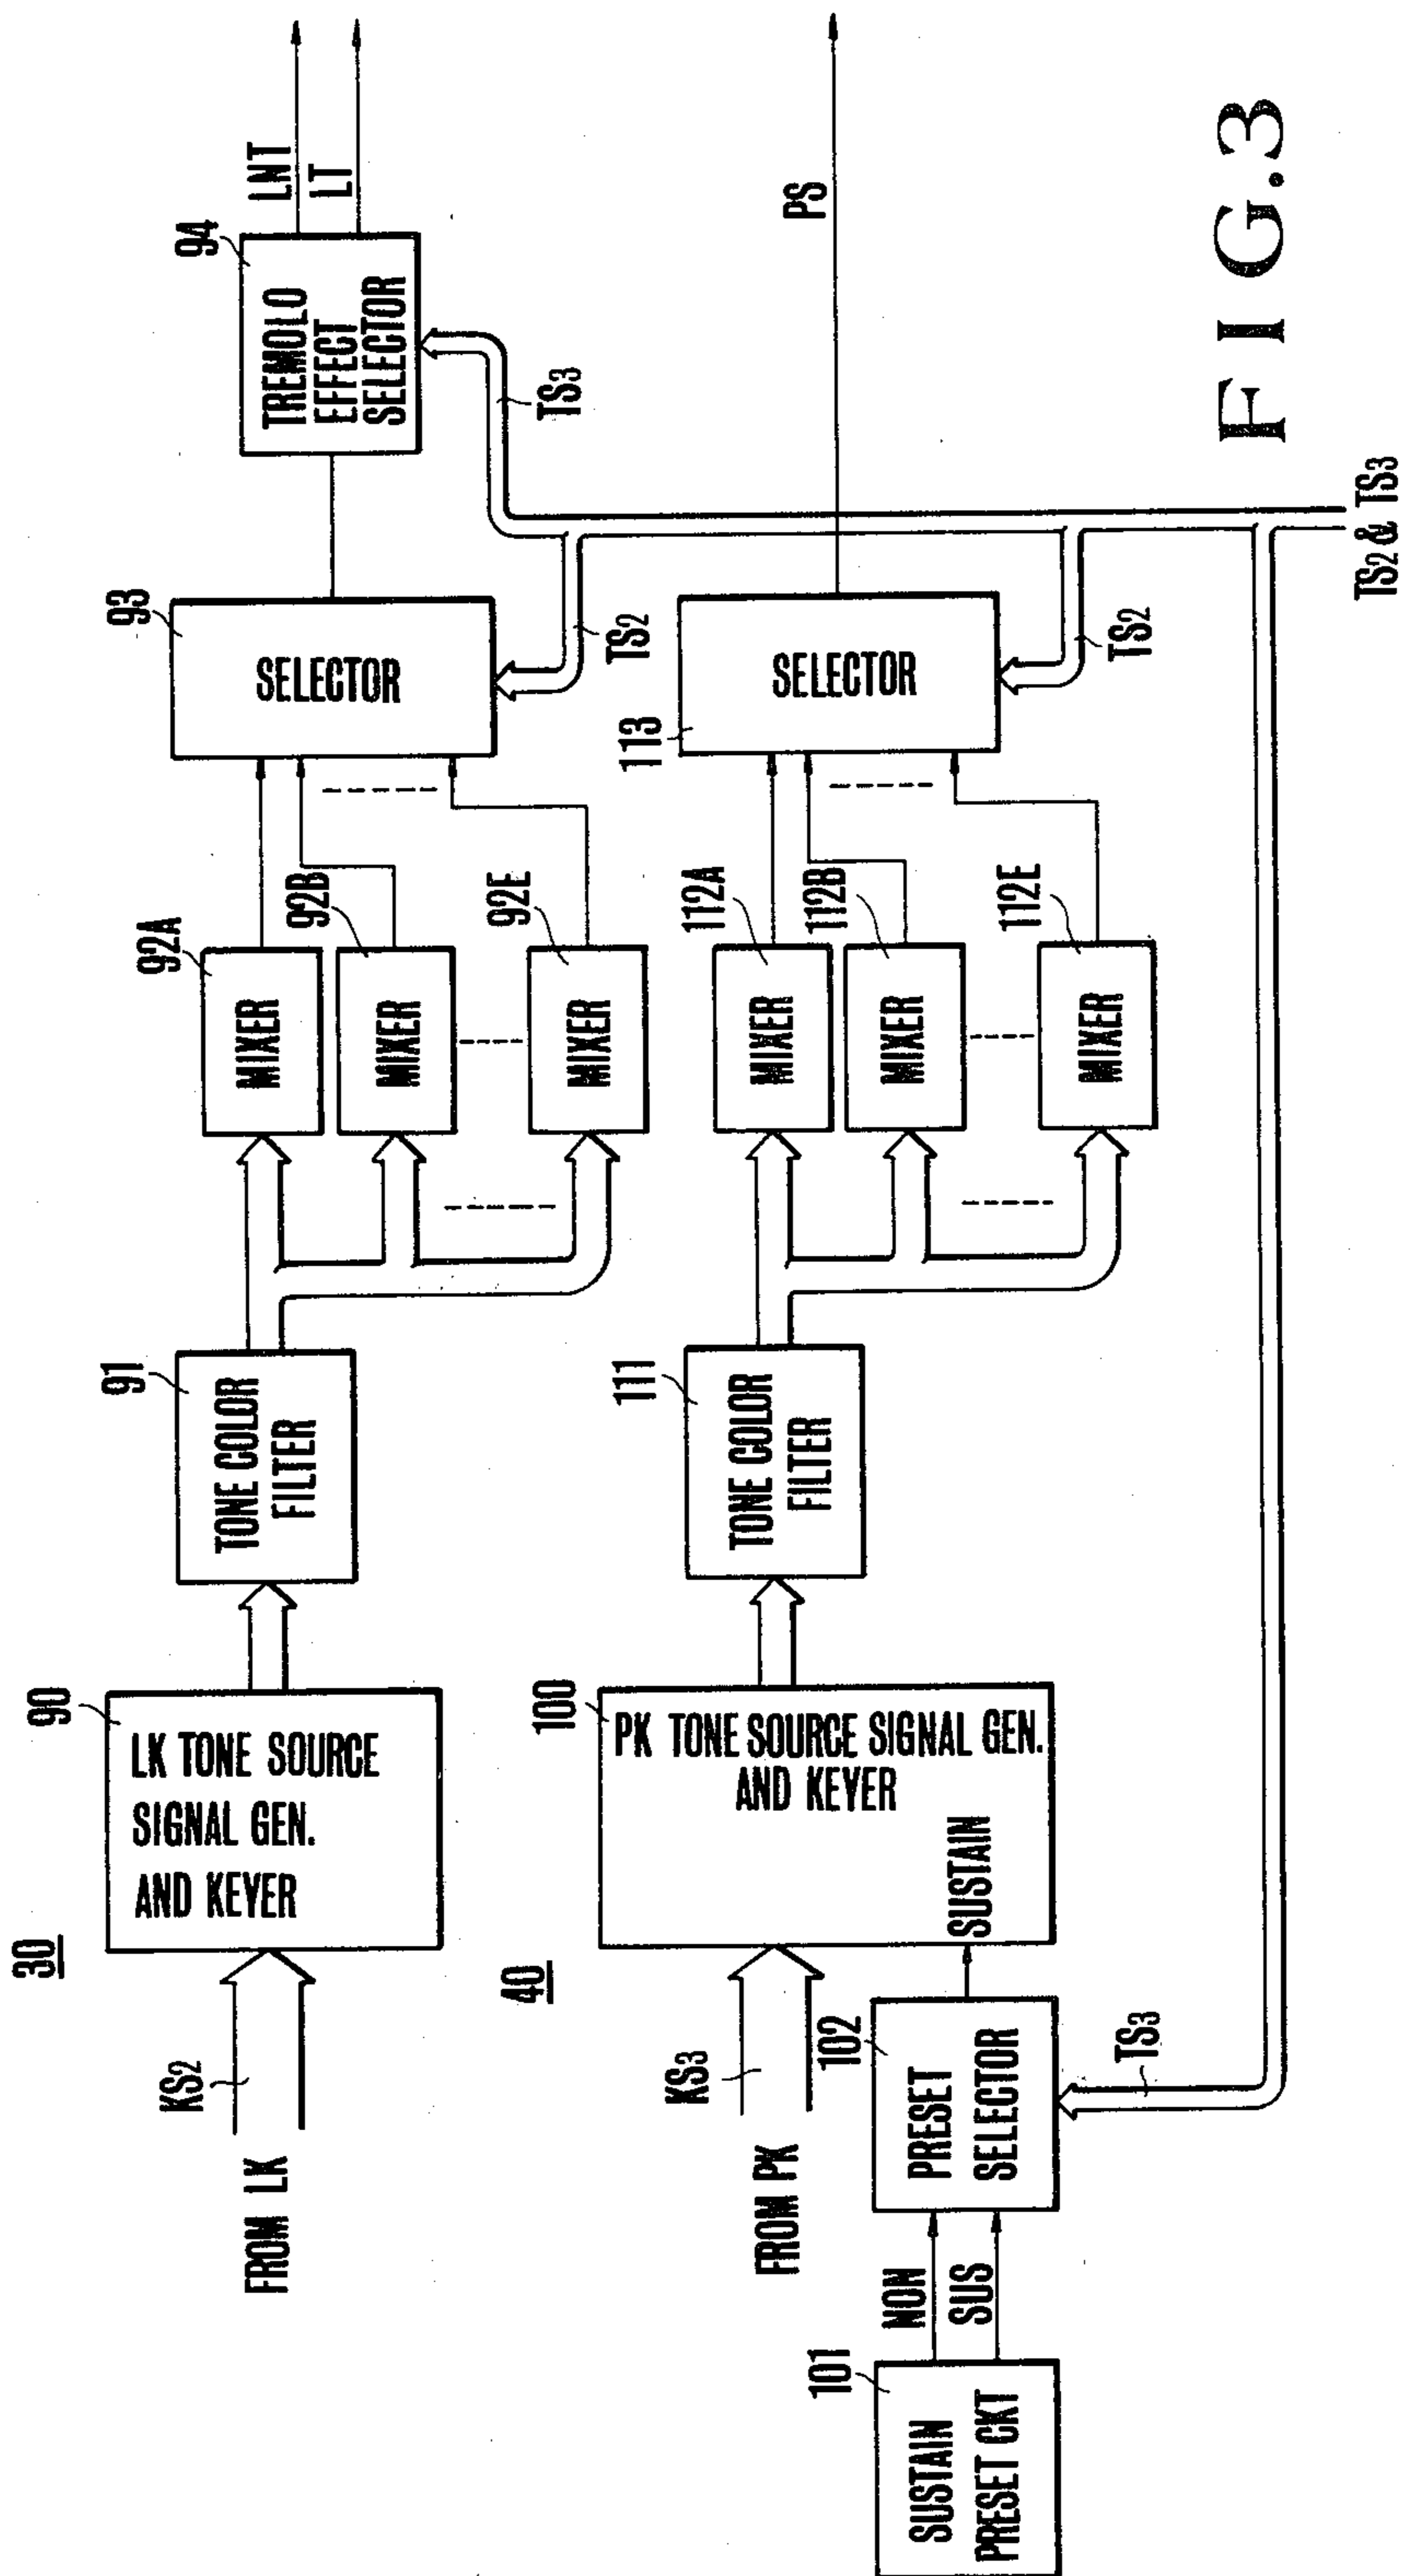 30
90
LK TONE SOURCE
SIGNAL GEN.
AND KEYER
KS2
FROM LK
91
TONE COLOR
FILTER
92A
MIXER
92B
MIXER
92E
MIXER
93
SELECTOR
TS2
94
TREMOLO
EFFECT
SELECTOR
TS3
LNT
LT
40
100
PK TONE SOURCE SIGNAL GEN.
AND KEYER
SUSTAIN
KS3
FROM PK
101
SUSTAIN
PRESET CKT
NON
SUS
102
PRESET
SELECTOR
TS3
111
TONE COLOR
FILTER
112A
MIXER
112B
MIXER
112E
MIXER
113
SELECTOR
TS2
PS
TS2 & TS3
FIG.3